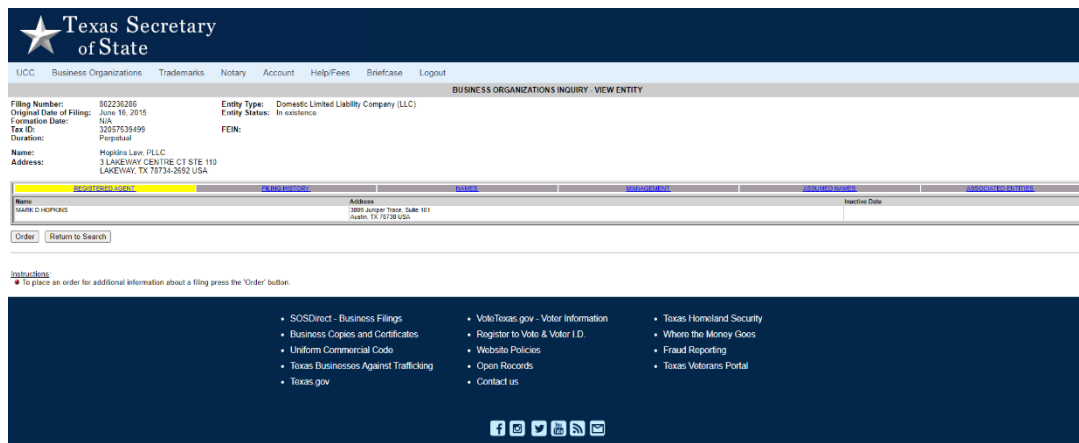 Texas Secretary
of State
UCC Business Organizations Trademarks Notary Account Help/Fees Briefcase Logout
BUSINESS ORGANIZATIONS INQUIRY - VIEW ENTITY
Filing Number: 802236286 Entity Type: Domestic Limited Liability Company (LLC)
Original Date of Filing: June 16, 2015 Entity Status: In existence
Formation Date: N/A
Tax ID: 32057539499 FEIN:
Duration: Perpetual
Name: Hopkins Law, PLLC
Address: 3 LAKEWAY CENTRE CT STE 110
LAKEWAY, TX 78734-2692 USA
REGISTERED AGENT FILING HISTORY NAMES MANAGEMENT ASSUMED NAMES ASSOCIATED ENTITIES
Name Address Inactive Date
MARK D HOPKINS 3809 Juniper Trace, Suite 101
Austin, TX 78738 USA
Order Return to Search
Instructions:
To place an order for additional information about a filing press the 'Order' button.
• SOSDirect - Business Filings • VoteTexas.gov - Voter Information • Texas Homeland Security
• Business Copies and Certificates • Register to Vote & Voter I.D. • Where the Money Goes
• Uniform Commercial Code • Website Policies • Fraud Reporting
• Texas Businesses Against Trafficking • Open Records • Texas Veterans Portal
• Texas.gov • Contact us